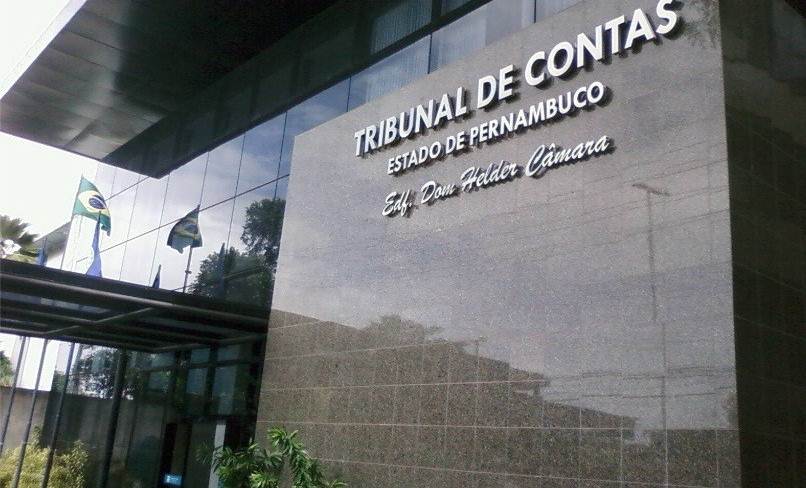 TRIBUNAL DE CONTAS
ESTADO DE PERNAMBUCO
Edf. Dom Helder Câmara